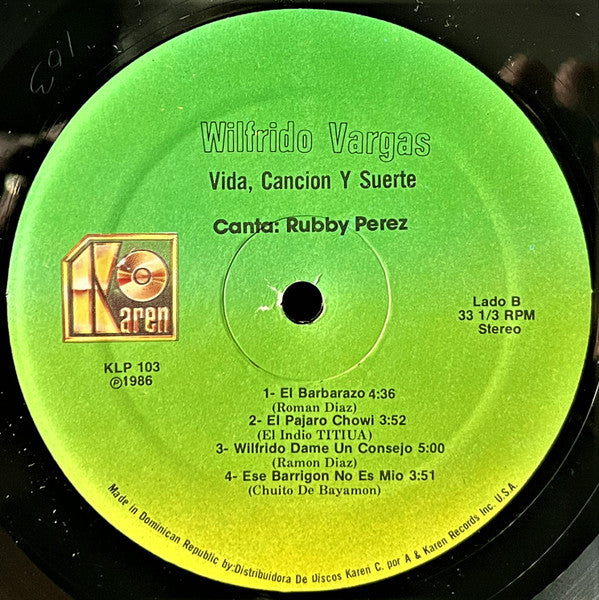 103
Wilfrido Vargas
Vida, Cancion Y Suerte
Canta: Rubby Perez
1Karen
Lado B
33 1/3 RPM
Stereo
KLP 103
℗1986
1- El Barbarazo 4:36
(Roman Diaz)
2- El Pajaro Chowi 3:52
(El Indio TITIUA)
3- Wilfrido Dame Un Consejo 5:00
(Ramon Diaz)
4- Ese Barrigon No Es Mio 3:51
(Chuito De Bayamon)
Made in Dominican Republic by:Distribuidora De Discos Karen C. por A & Karen Records Inc. U.S.A.